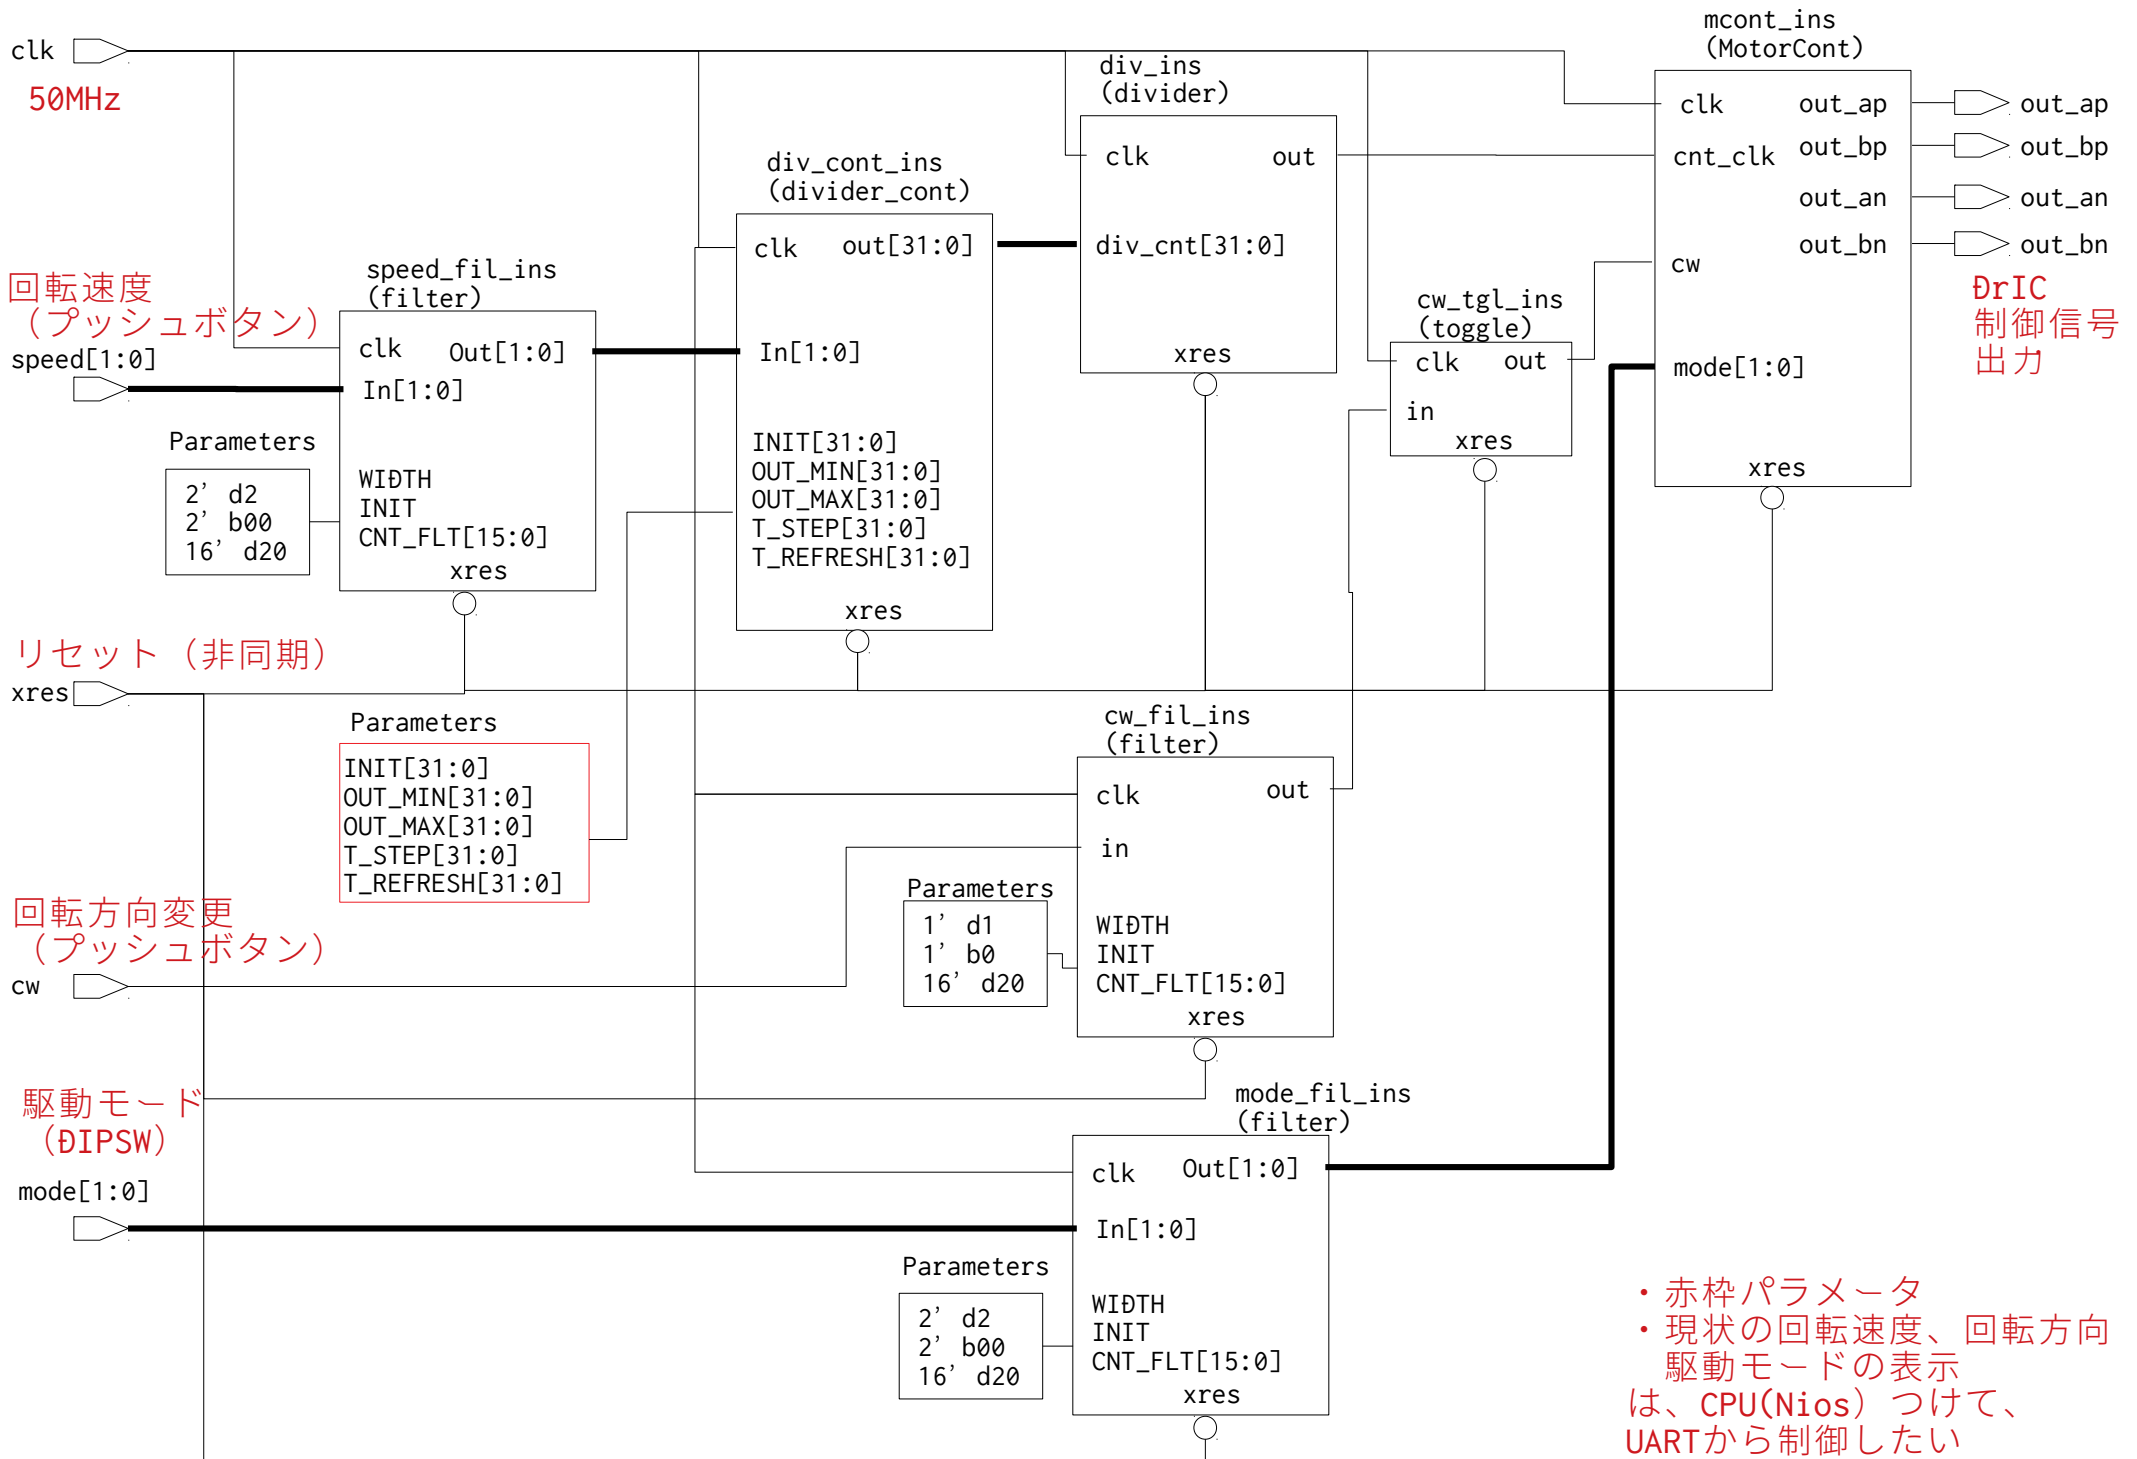 clk
50MHz
回転速度
（プッシュボタン）
speed[1:0]
Parameters
2’ d2
2’ b00
16’ d20
speed_fil_ins
(filter)
clk
Out[1:0]
In[1:0]
WIÐTH
INIT
CNT_FLT[15:0]
xres
div_cont_ins
(divider_cont)
clk
out[31:0]
In[1:0]
INIT[31:0]
OUT_MIN[31:0]
OUT_MAX[31:0]
T_STEP[31:0]
T_REFRESH[31:0]
xres
div_ins
(divider)
clk
out
div_cnt[31:0]
xres
cw_tgl_ins
(toggle)
clk
out
in
xres
mcont_ins
(MotorCont)
clk
cnt_clk
cw
mode[1:0]
out_ap
out_bp
out_an
out_bn
xres
out_ap
out_bp
out_an
out_bn
ÐrIC
制御信号
出力
リセット（非同期）
xres
Parameters
INIT[31:0]
OUT_MIN[31:0]
OUT_MAX[31:0]
T_STEP[31:0]
T_REFRESH[31:0]
回転方向変更
（プッシュボタン）
cw
cw_fil_ins
(filter)
clk
out
in
Parameters
1’ d1
1’ b0
16’ d20
WIÐTH
INIT
CNT_FLT[15:0]
xres
駆動モード
（ÐIPSW）
mode[1:0]
mode_fil_ins
(filter)
clk
Out[1:0]
In[1:0]
Parameters
2’ d2
2’ b00
16’ d20
WIÐTH
INIT
CNT_FLT[15:0]
xres
・赤枠パラメータ
・現状の回転速度、回転方向
駆動モードの表示
は、CPU(Nios）つけて、
UARTから制御したい